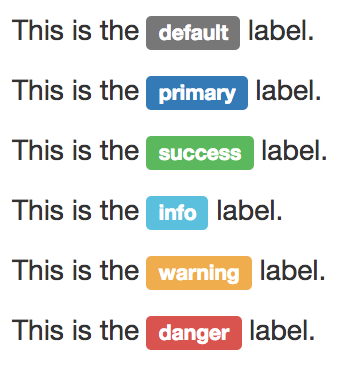 This is the default label.
This is the primary label.
This is the success label.
This is the info label.
This is the warning label.
This is the danger label.